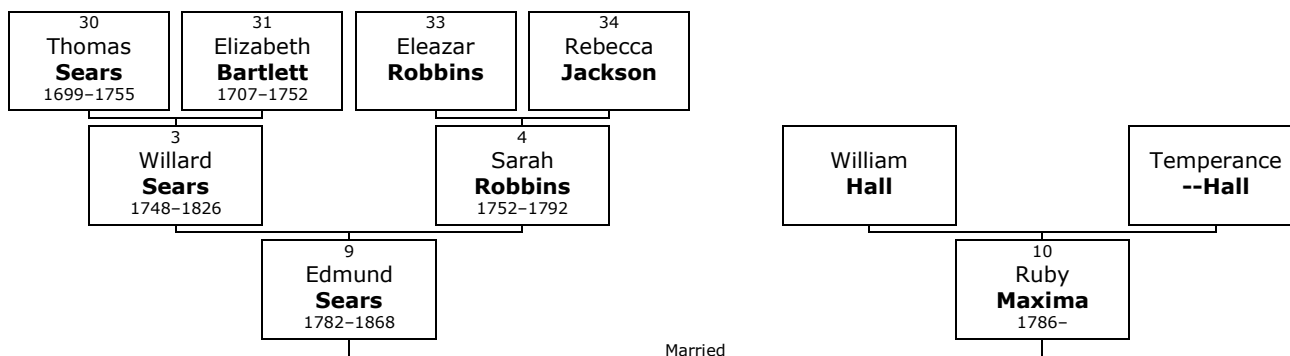 30
Thomas
Sears
1699–1755
31
Elizabeth
Bartlett
1707–1752
33
Eleazar
Robbins
34
Rebecca
Jackson
3
Willard
Sears
1748–1826
4
Sarah
Robbins
1752–1792
William
Hall
Temperance
--Hall
9
Edmund
Sears
1782–1868
10
Ruby
Maxima
1786–
Married